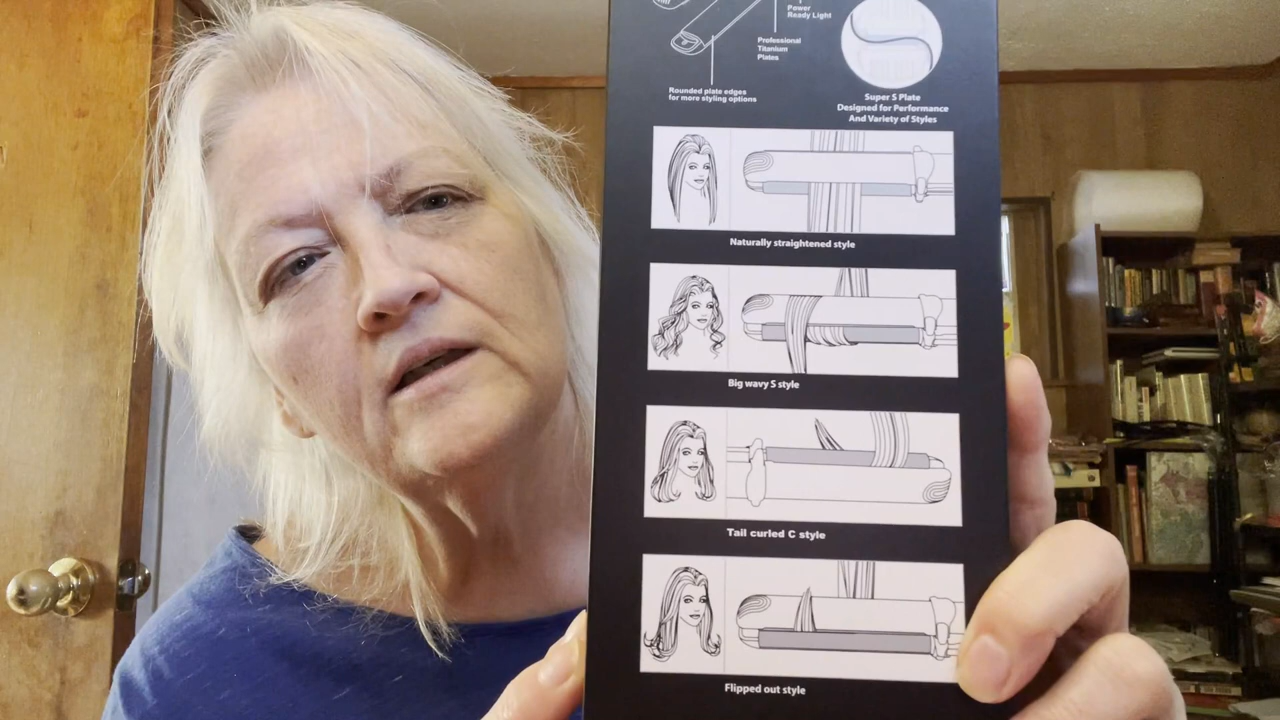 Power
Ready Light
Professional
Titanium
Plates
Rounded plate edges
for more styling options
Super S Plate
Designed for Performance
And Variety of Styles
Naturally straightened style
Big wavy S style
Tail curled C style
Flipped out style